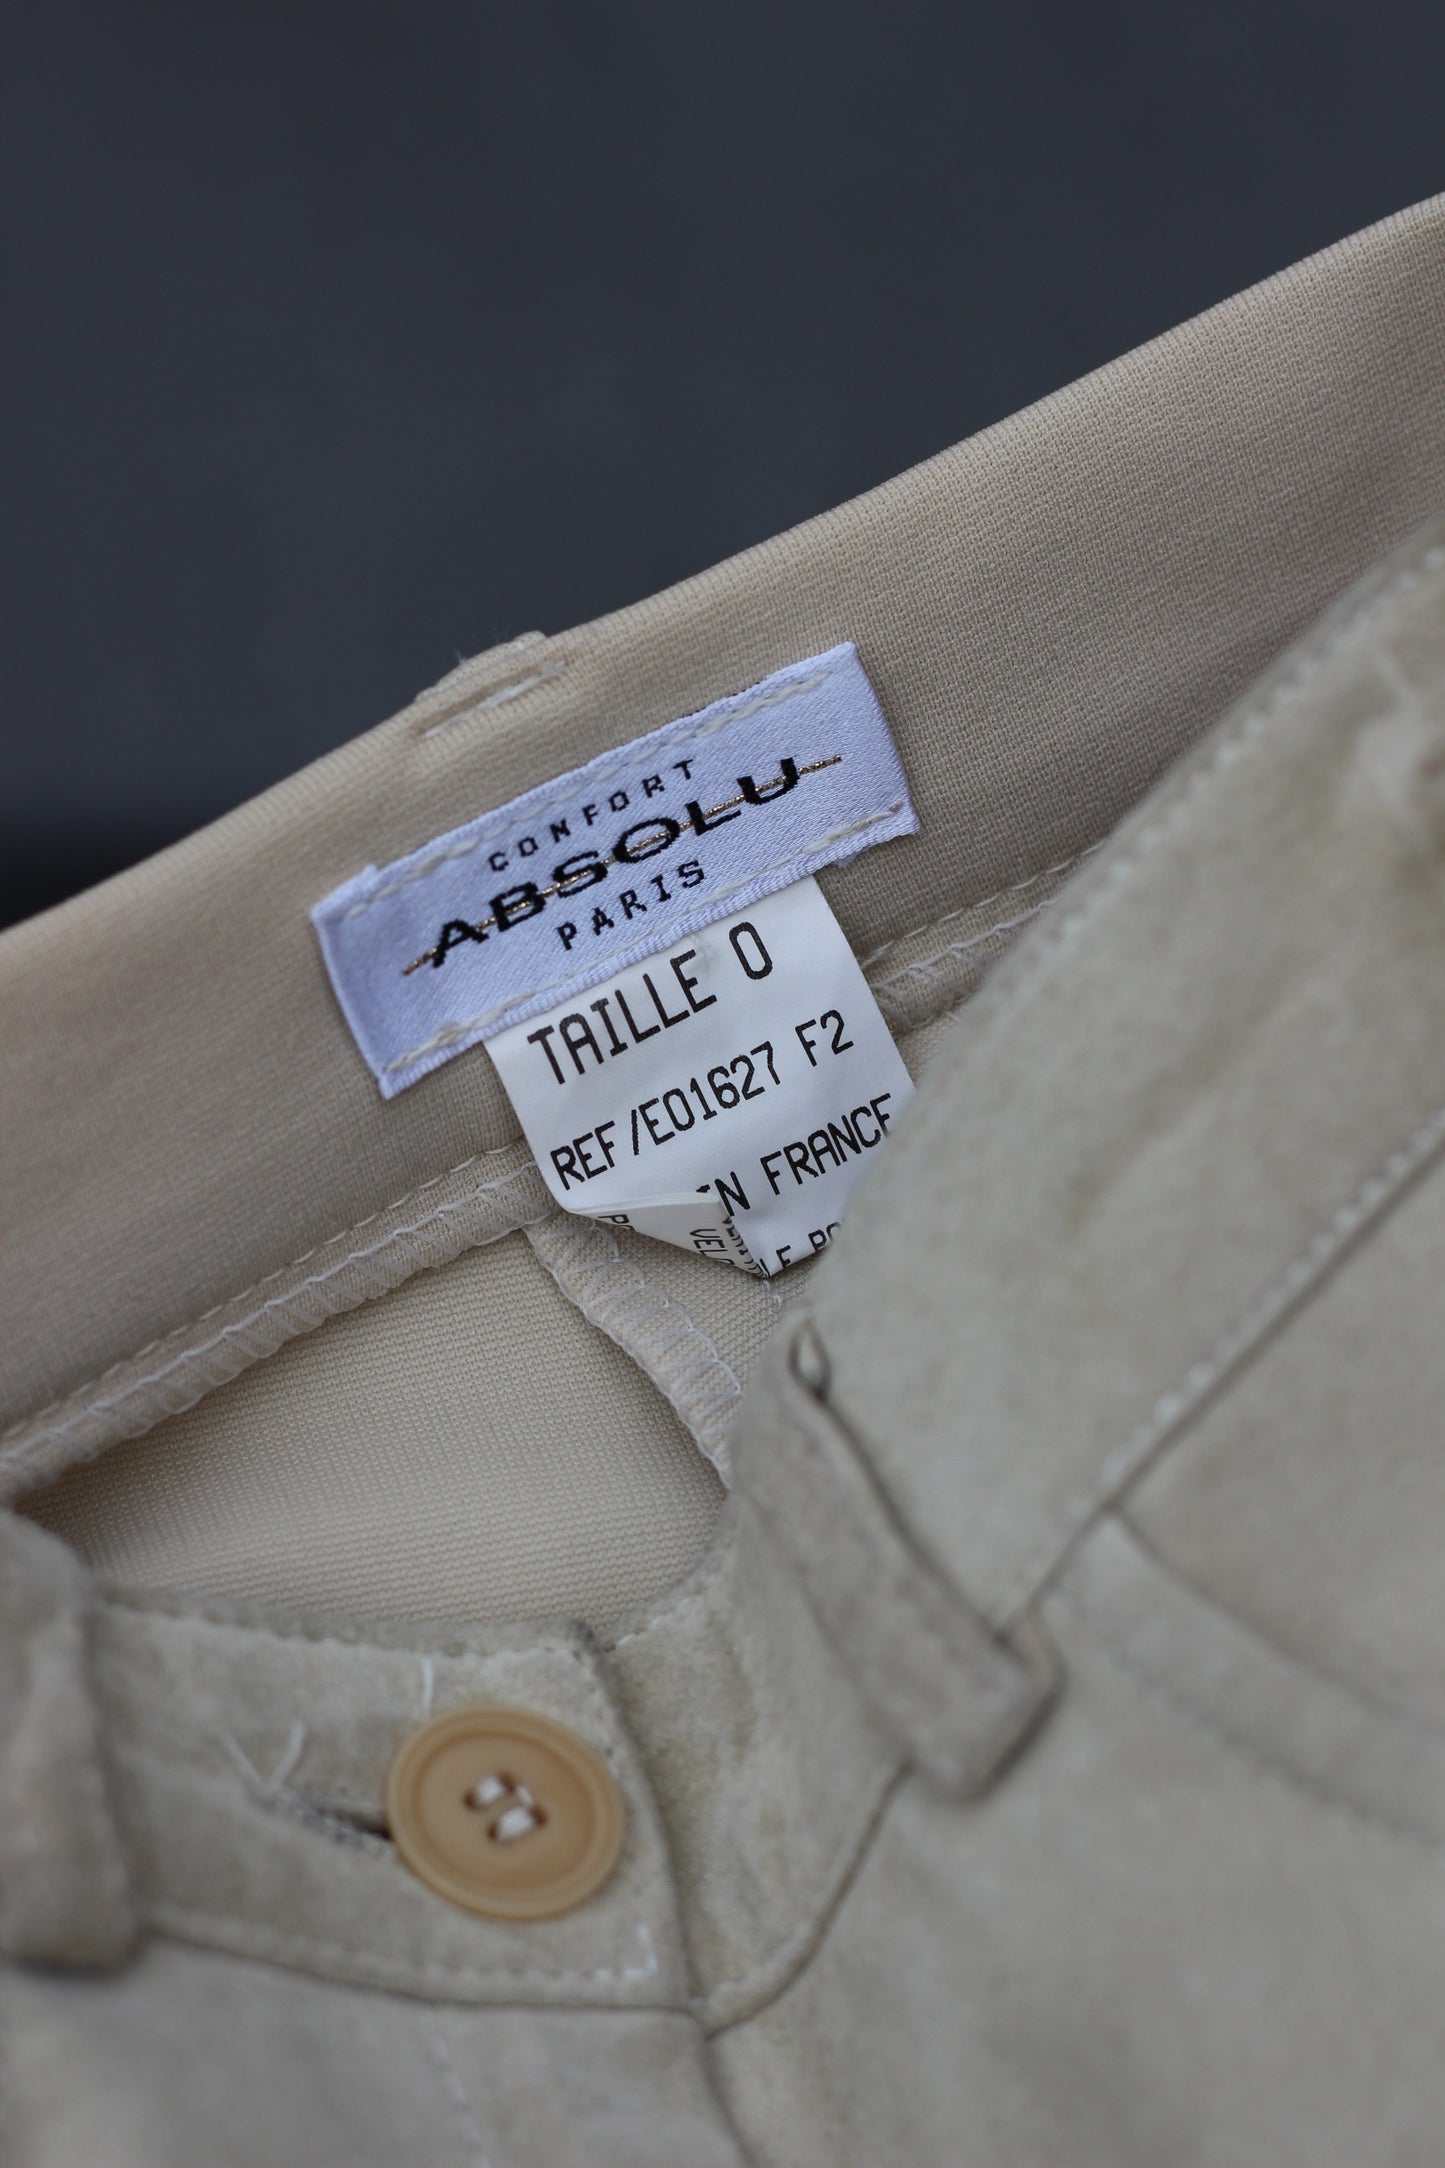 CONFORT
ABSOLU
PARIS
TAILLE 0
REF/E01627 F2
IN FRANCE